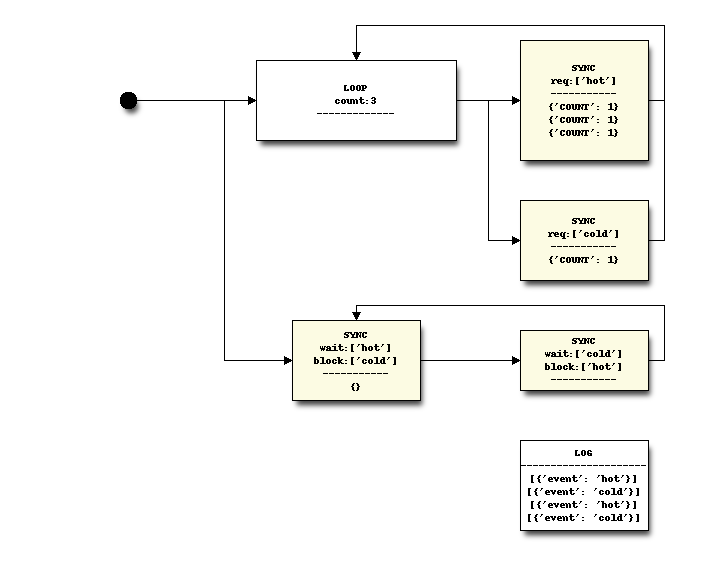 LOOP
count:3
-------------
SYNC
req:['hot']
-----------
{'COUNT': 1}
{'COUNT': 1}
{'COUNT': 1}
SYNC
req:['cold']
-----------
{'COUNT': 1}
SYNC
wait:['hot']
block:['cold']
-----------
{}
SYNC
wait:['cold']
block:['hot']
-----------
LOG
---------------------
[{'event': 'hot'}]
[{'event': 'cold'}]
[{'event': 'hot'}]
[{'event': 'cold'}]